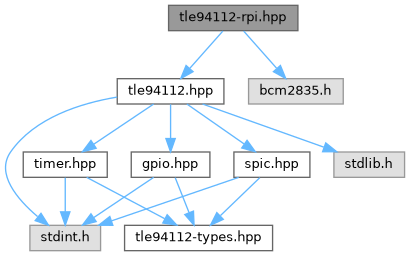 tle94112-rpi.hpp
tle94112.hpp
bcm2835.h
timer.hpp
gpio.hpp
spic.hpp
stdlib.h
stdint.h
tle94112-types.hpp